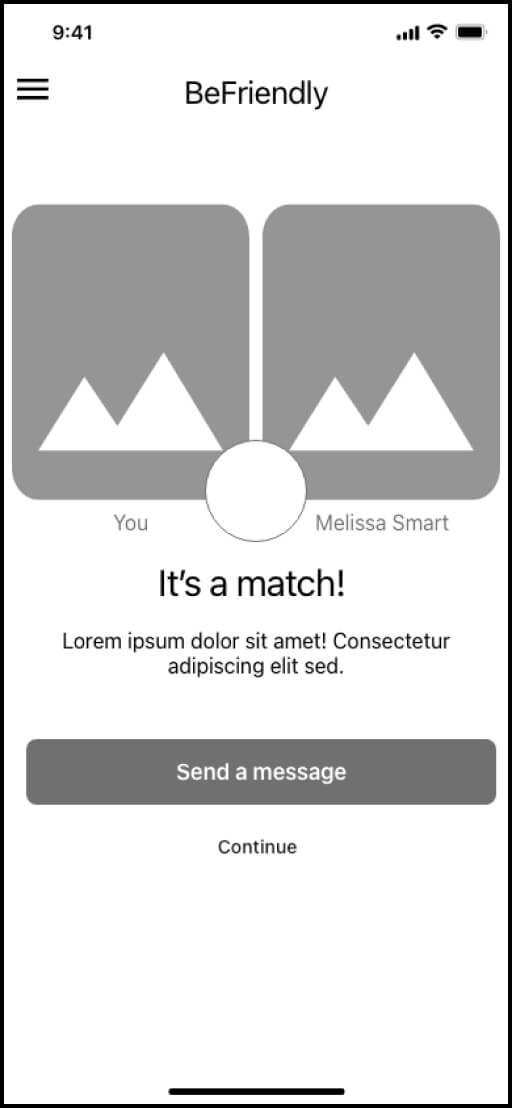 9:41
BeFriendly
You
Melissa Smart
It's a match!
Lorem ipsum dolor sit amet! Consectetur
adipiscing elit sed.
Send a message
Continue